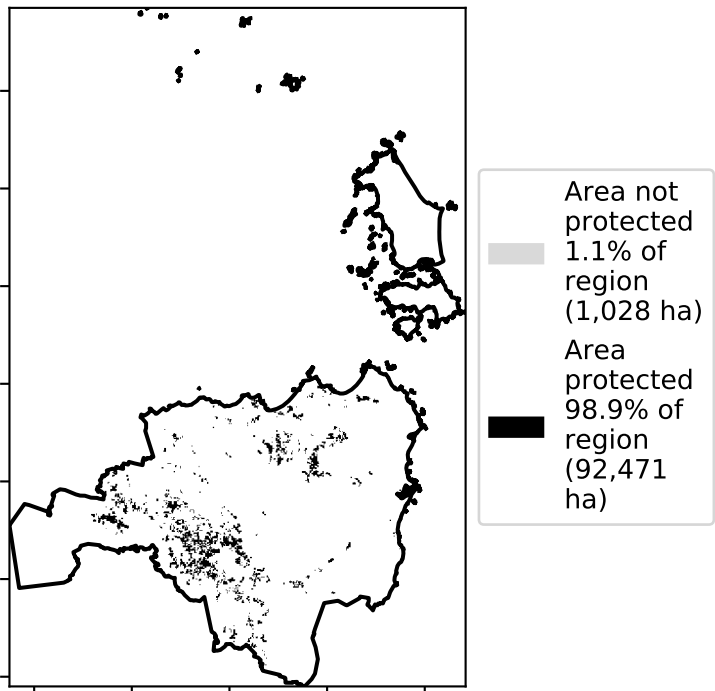 Area not
protected
1.1% of
region
(1,028 ha)
Area
protected
98.9% of
region
(92,471
ha)